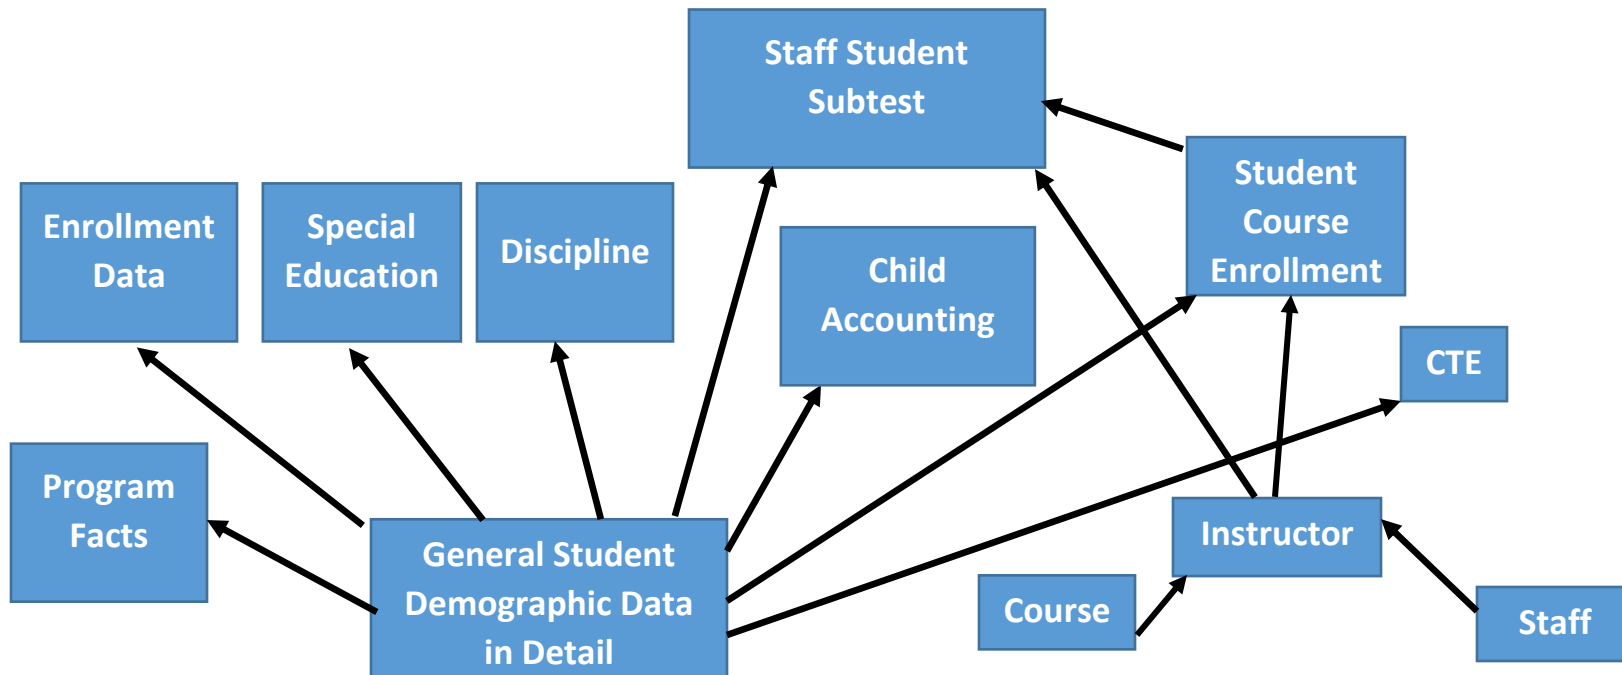 Staff Student
Subtest
Student
Course
Enrollment
Enrollment
Data
Special
Education
Discipline
Child
Accounting
CTE
Program
Facts
General Student
Demographic Data
in Detail
Instructor
Course
Staff